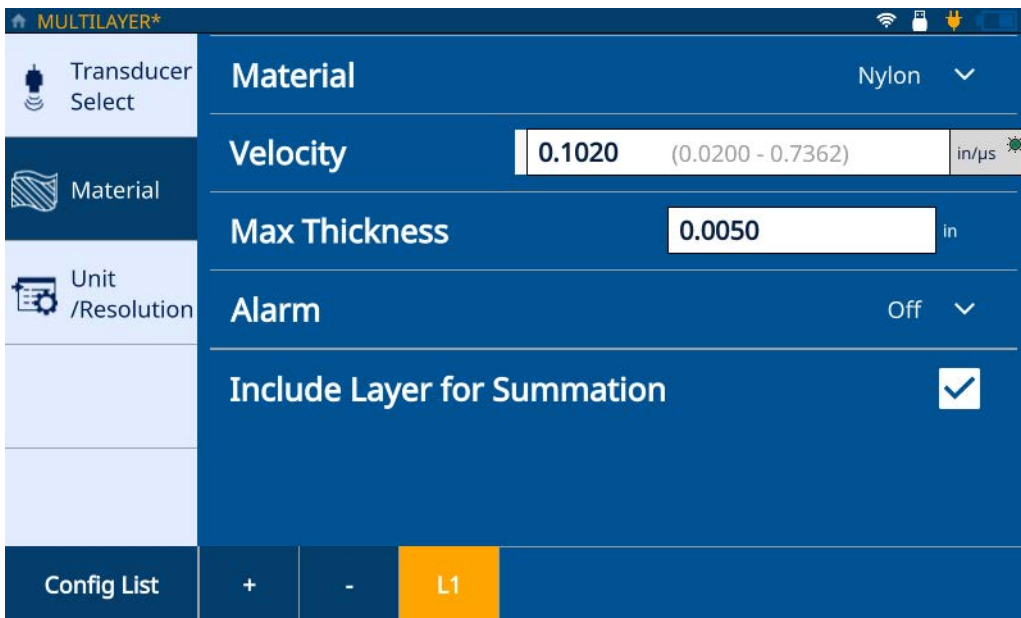 MULTILAYER*
Transducer
Select
Material
Unit
/Resolution
Material Nylon
Velocity 0.1020 (0.0200 - 0.7362) in/µs
Max Thickness 0.0050 in
Alarm Off
Include Layer for Summation
Config List + - L1